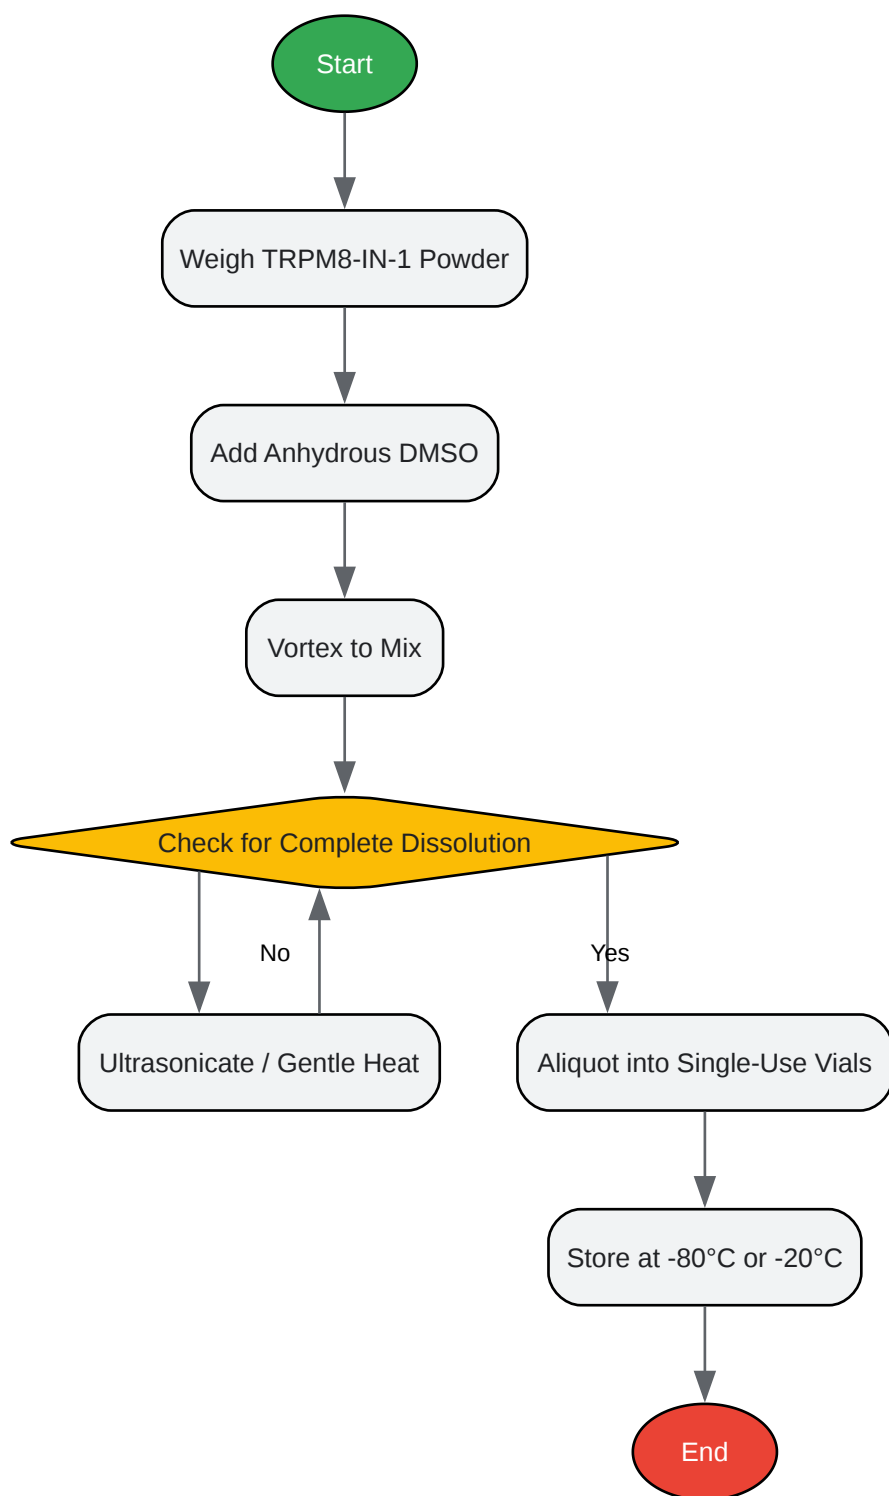 Start
Weigh TRPM8-IN-1 Powder
Add Anhydrous DMSO
Vortex to Mix
Check for Complete Dissolution
No
Yes
Ultrasonicate / Gentle Heat
Aliquot into Single-Use Vials
Store at -80°C or -20°C
End